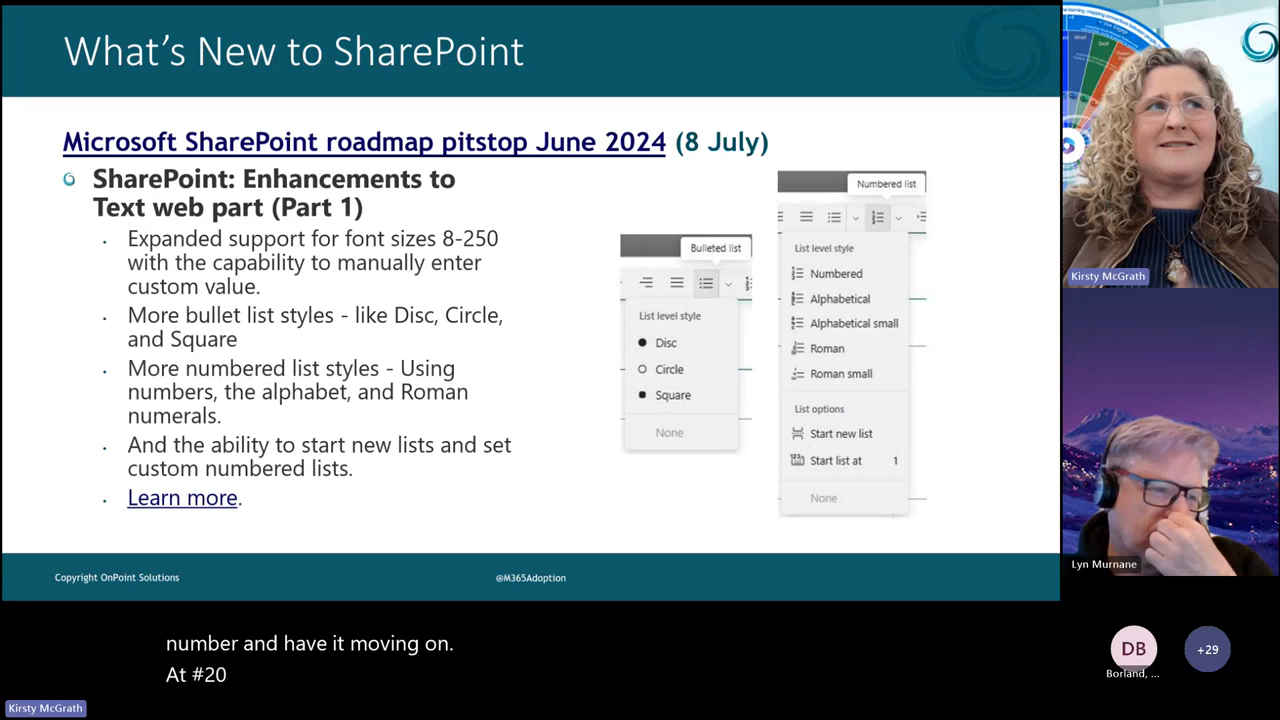 What's New to SharePoint
Microsoft SharePoint roadmap pitstop June 2024 (8 July)
SharePoint: Enhancements to
Text web part (Part 1)
Expanded support for font sizes 8-250
with the capability to manually enter
custom value.
More bullet list styles - like Disc, Circle,
and Square
More numbered list styles - Using
numbers, the alphabet, and Roman
numerals.
And the ability to start new lists and set
custom numbered lists.
Learn more.
Bulleted list
List level style
Disc
Circle
Square
None
Numbered list
List level style
Numbered
Alphabetical
Alphabetical small
Roman
Roman small
List options
Start new list
Start list at 1
None
Copyright OnPoint Solutions
@M365Adoption
Kirsty McGrath
Lyn Murnane
DB
Borland, ...
+29
number and have it moving on.
At #20
Kirsty McGrath